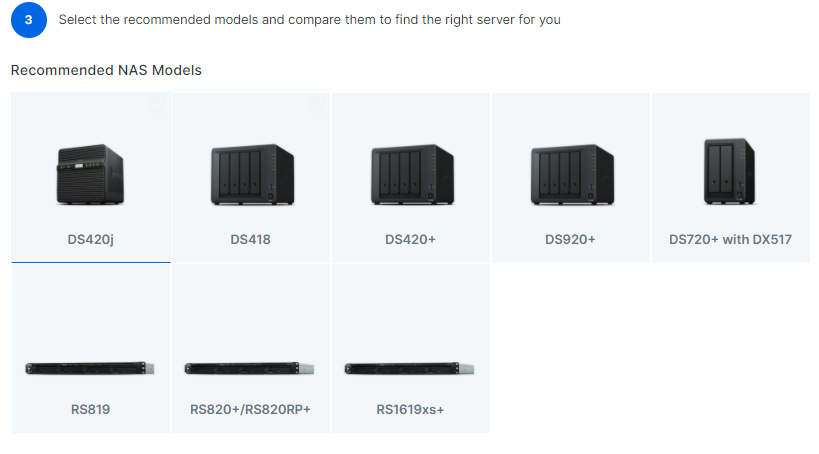 3
Select the recommended models and compare them to find the right server for you
Recommended NAS Models
DS420j
DS418
DS420+
DS920+
DS720+ with DX517
RS819
RS820+/RS820RP+
RS1619xs+